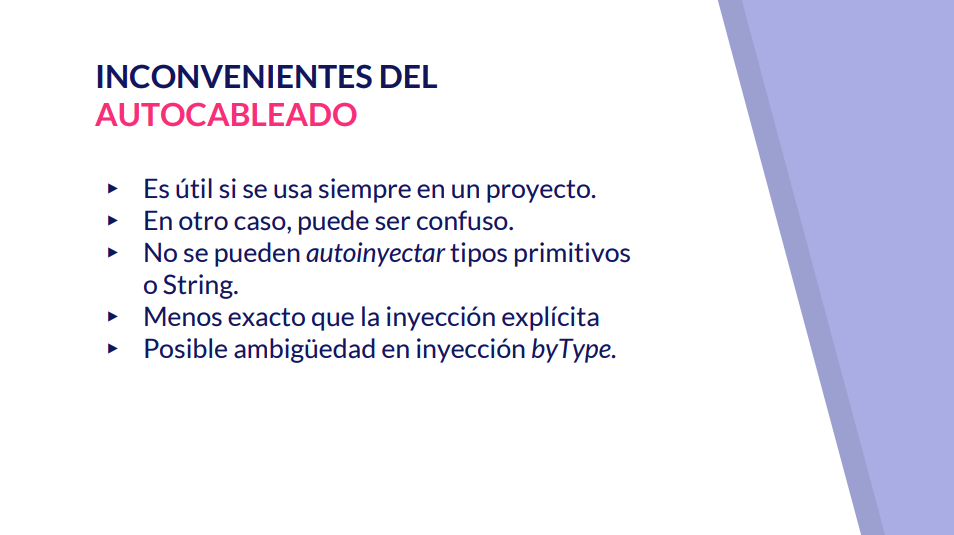 INCONVENIENTES DEL
AUTOCABLEADO
▸ Es útil si se usa siempre en un proyecto.
▸ En otro caso, puede ser confuso.
▸ No se pueden autoinyectar tipos primitivos
o String.
▸ Menos exacto que la inyección explícita
▸ Posible ambigüedad en inyección byType.